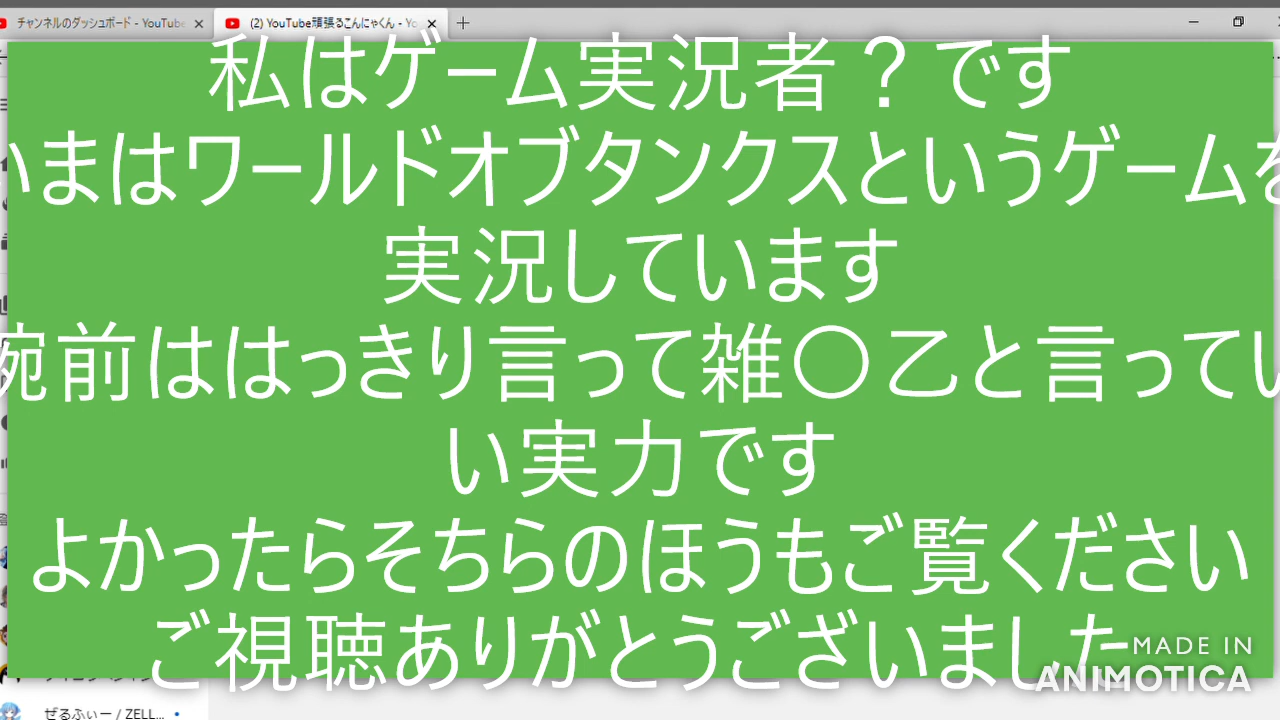 チャンネルのダッシュボード - YouTube
(2) YouTube頑張るこんにゃくん - Yo
私はゲーム実況者？です
いまはワールドオブタンクスというゲームを
実況しています
腕前ははっきり言って雑〇乙と言ってい
い実力です
よかったらそちらのほうもご覧ください
ご視聴ありがとうございました
MADE IN
ANIMOTICA
ぜるふぃー / ZELL...